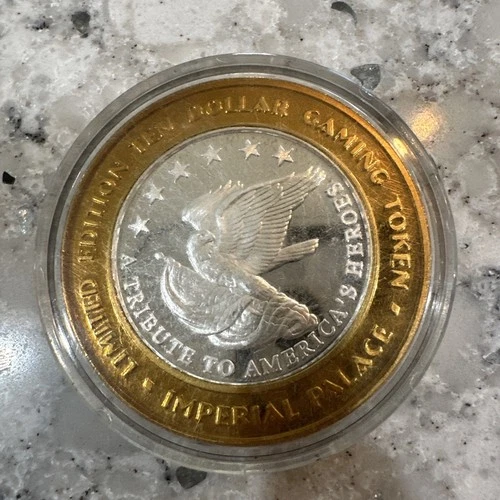 LIMITED EDITION TEN DOLLAR GAMING TOKEN
IMPERIAL PALACE
A TRIBUTE TO AMERICA'S HEROES